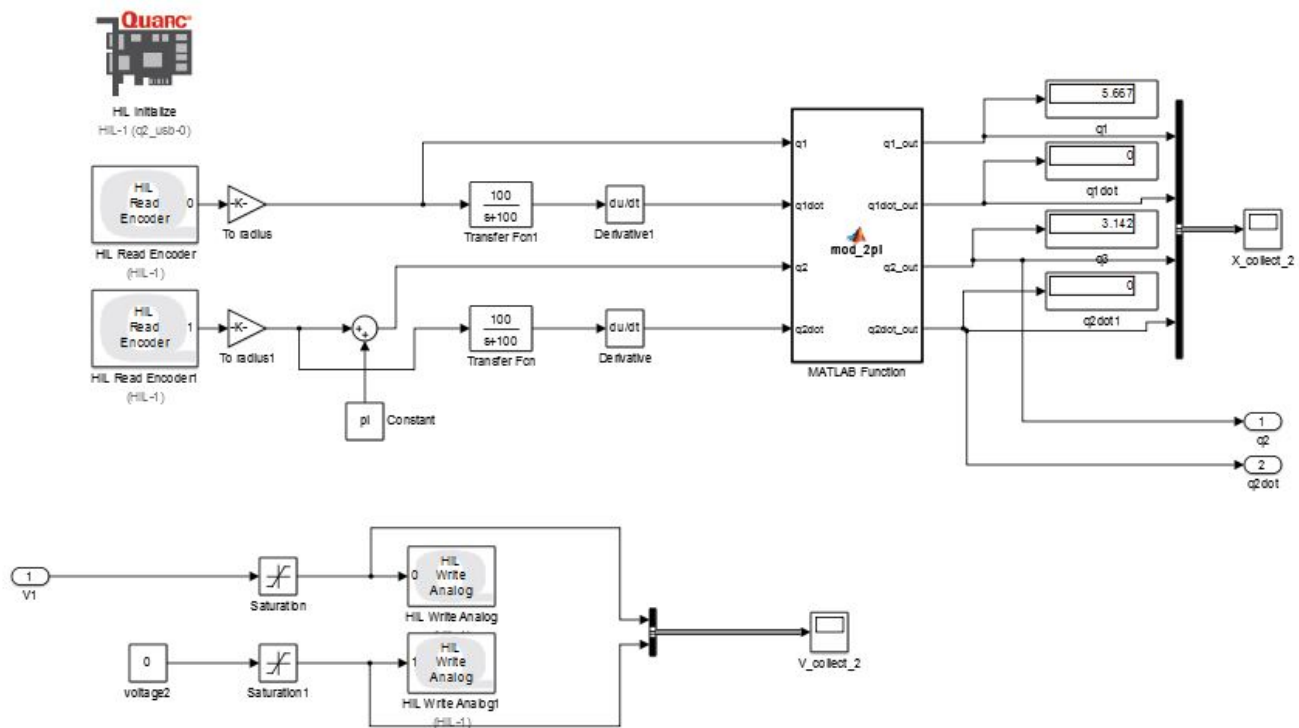 QUARC
HIL Initialize
HIL-1 (q2_usb-0)
HIL
Read
Encoder
0
HIL Read Encoder
(HIL-1)
-K-
To radius
100
s+100
Transfer Fcn1
du/dt
Derivative1
HIL
Read
Encoder
1
HIL Read Encoder1
(HIL-1)
-K-
To radius1
+
+
pi
Constant
100
s+100
Transfer Fcn
du/dt
Derivative
q1
q1dot
q2
q2dot
mod_2pi
q1_out
q1dot_out
q2_out
q2dot_out
MATLAB Function
5.667
q1
0
q1dot
3.142
q3
0
q2dot1
X_collect_2
1
q2
2
q2dot
1
V1
Saturation
0
HIL
Write
Analog
HIL Write Analog
0
voltage2
Saturation1
1
HIL
Write
Analog
HIL Write Analog1
(HIL-1)
V_collect_2